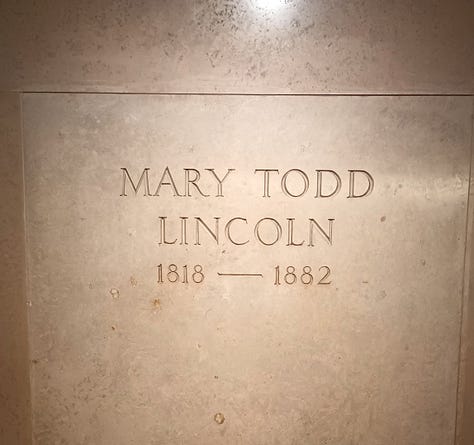 MARY TODD
LINCOLN
1818 — 1882